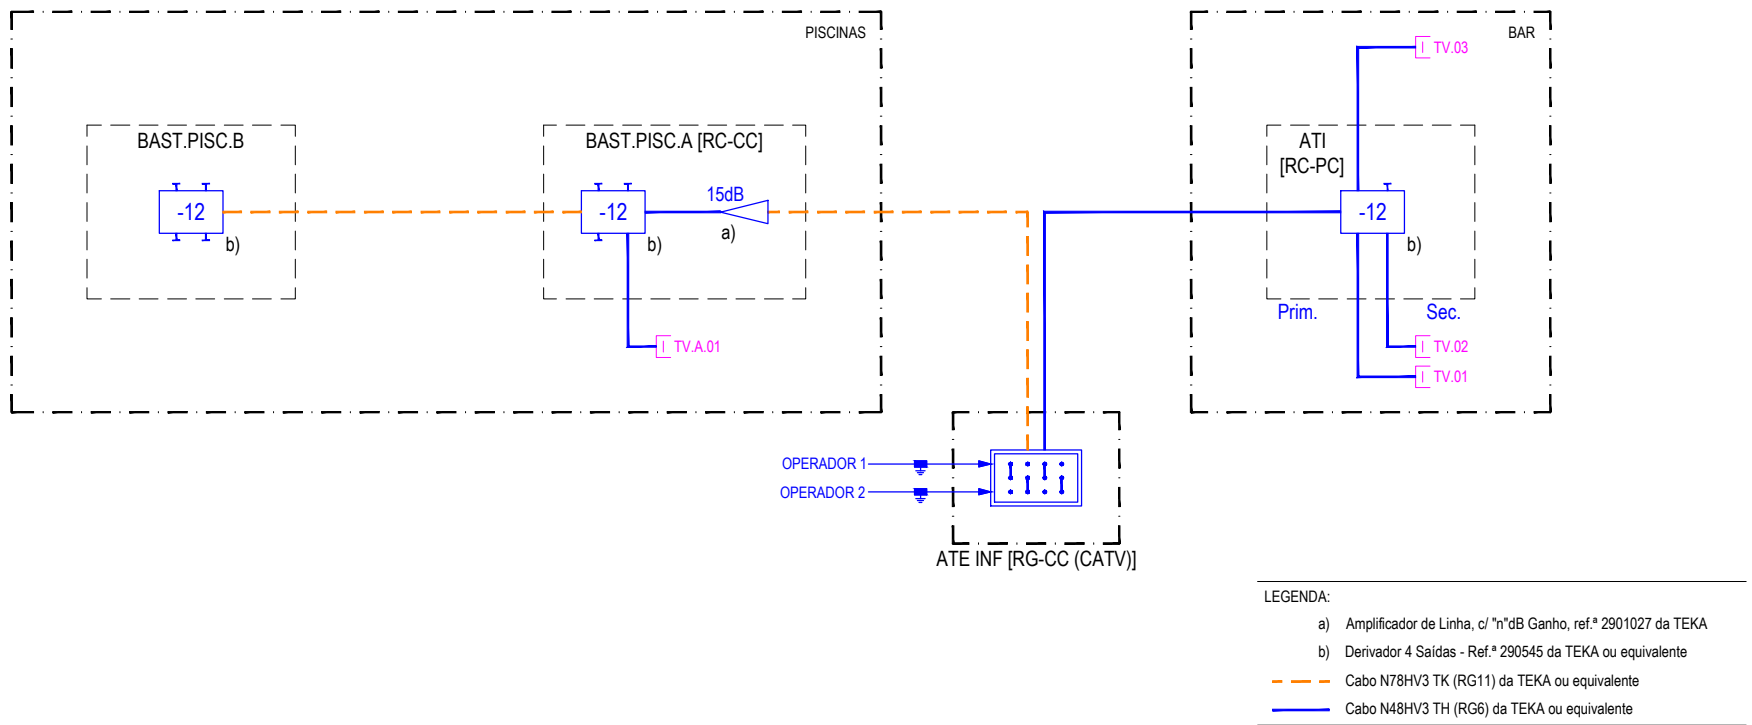 PISCINAS
BAR
TV.03
BAST.PISC.B
BAST.PISC.A [RC-CC]
ATI
[RC-PC]
15dB
-12
-12
-12
a)
b)
b)
b)
Prim.
Sec.
TV.A.01
TV.02
TV.01
OPERADOR 1
OPERADOR 2
ATE INF [RG-CC (CATV)]
LEGENDA:
a) Amplificador de Linha, c/ "n"dB Ganho, ref.ª 2901027 da TEKA
b) Derivador 4 Saídas - Ref.ª 290545 da TEKA ou equivalente
Cabo N78HV3 TK (RG11) da TEKA ou equivalente
Cabo N48HV3 TH (RG6) da TEKA ou equivalente